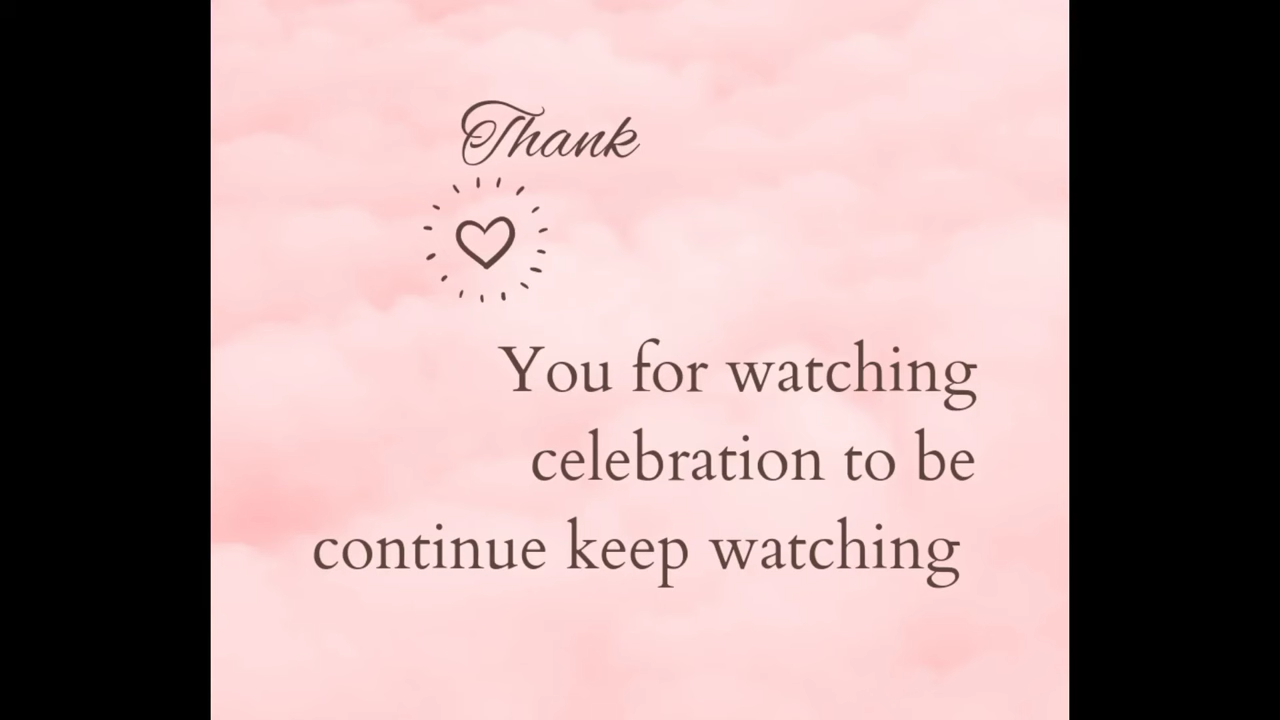 Thank
You for watching
celebration to be
continue keep watching